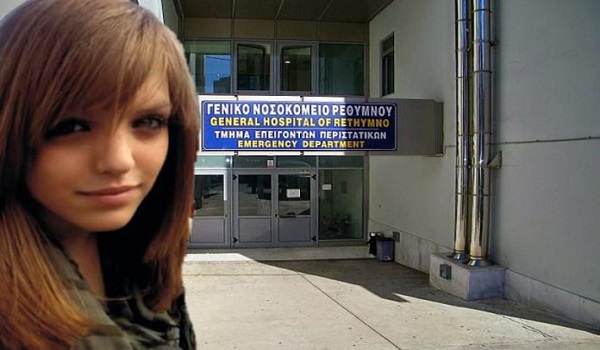 ΓΕΝΙΚΟ ΝΟΣΟΚΟΜΕΙΟ ΡΕΘΥΜΝΟΥ
GENERAL HOSPITAL OF RETHYMNO
ΤΜΗΜΑ ΕΠΕΙΓΟΝΤΩΝ ΠΕΡΙΣΤΑΤΙΚΩΝ
EMERGENCY DEPARTMENT